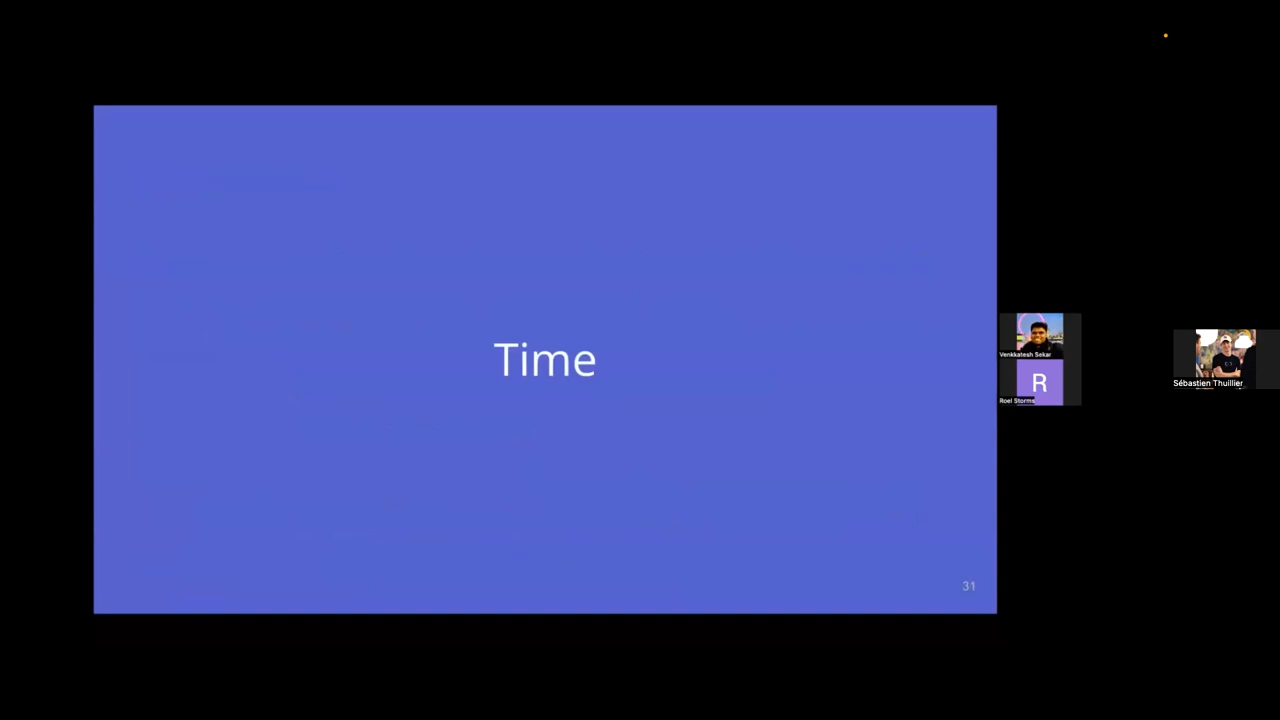 Time
31
Venkkatesh Sekar
R
Roel Storms
Sébastien Thuillier